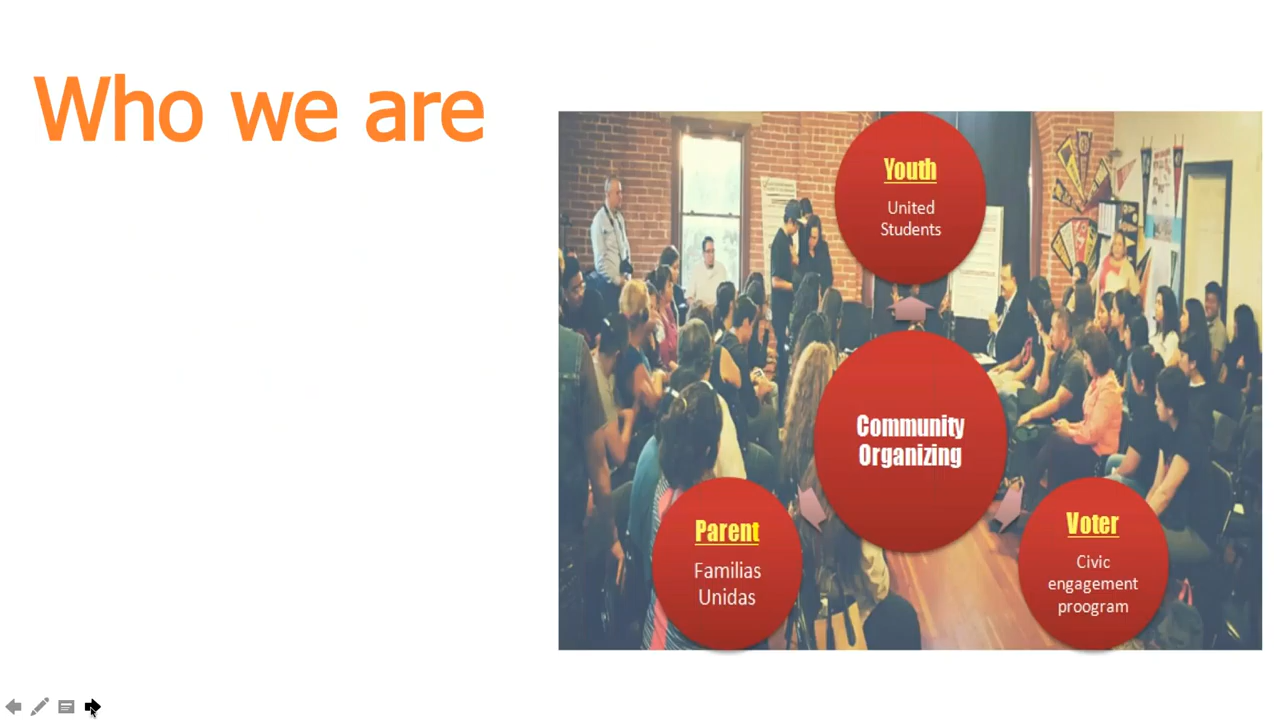 Who we are
Youth
United
Students
Community
Organizing
Parent
Familias
Unidas
Voter
Civic
engagement
proogram